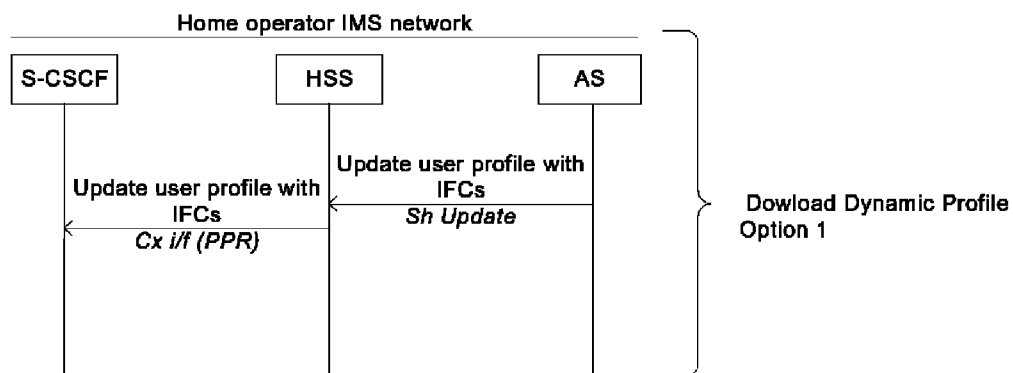 Home operator IMS network
S-CSCF
HSS
AS
Update user profile with
IFCs
Sh Update
Update user profile with
IFCs
Cx i/f (PPR)
Dowload Dynamic Profile
Option 1